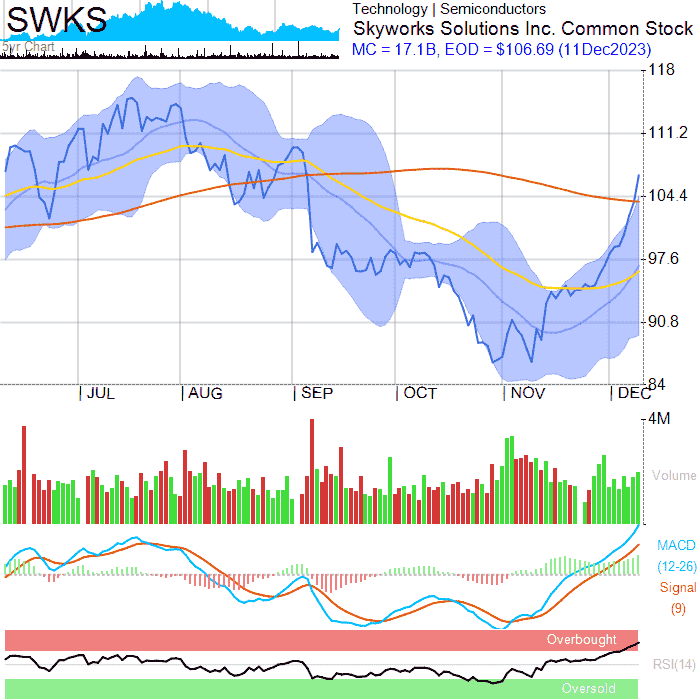 SWKS
5yr Chart
Technology | Semiconductors
Skyworks Solutions Inc. Common Stock
MC = 17.1B, EOD = $106.69 (11Dec2023)
118
111.2
104.4
97.6
90.8
84
| JUL | AUG | SEP | OCT | NOV | DEC
4M
Volume
MACD
(12-26)
Signal
(9)
Overbought
RSI(14)
Oversold